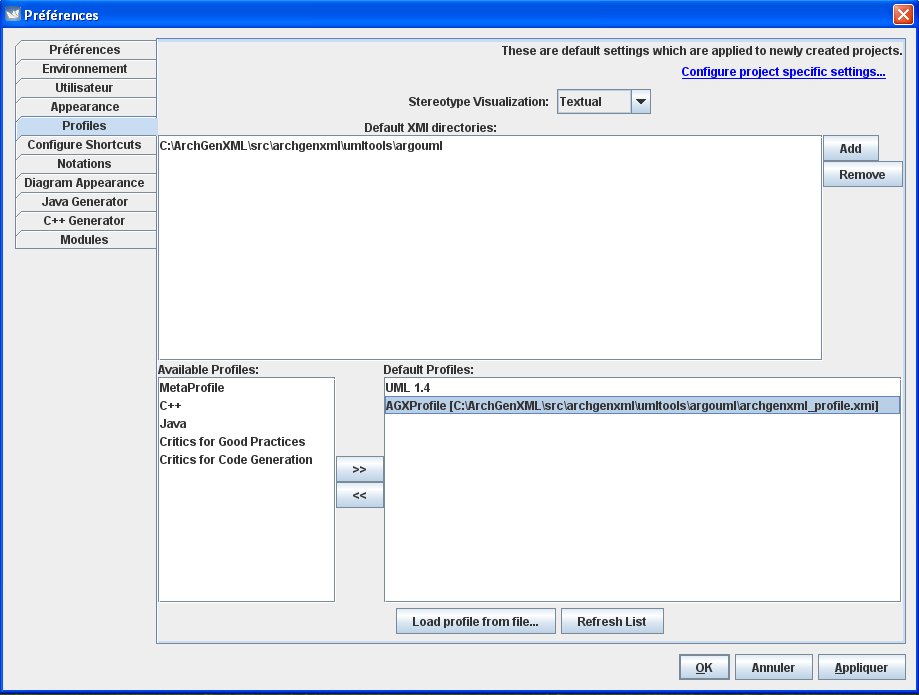 Préférences
Préférences
Environnement
Utilisateur
Appearance
Profiles
Configure Shortcuts
Notations
Diagram Appearance
Java Generator
C++ Generator
Modules
These are default settings which are applied to newly created projects.
Configure project specific settings...
Stereotype Visualization: Textual
Default XMI directories:
C:\ArchGenXML\src\archgenxml\umltools\argouml
Add
Remove
Available Profiles:
MetaProfile
C++
Java
Critics for Good Practices
Critics for Code Generation
>>
<<
Default Profiles:
UML 1.4
AGXProfile [C:\ArchGenXML\src\archgenxml\umltools\argouml\archgenxml_profile.xmi]
Load profile from file... Refresh List
OK Annuler Appliquer